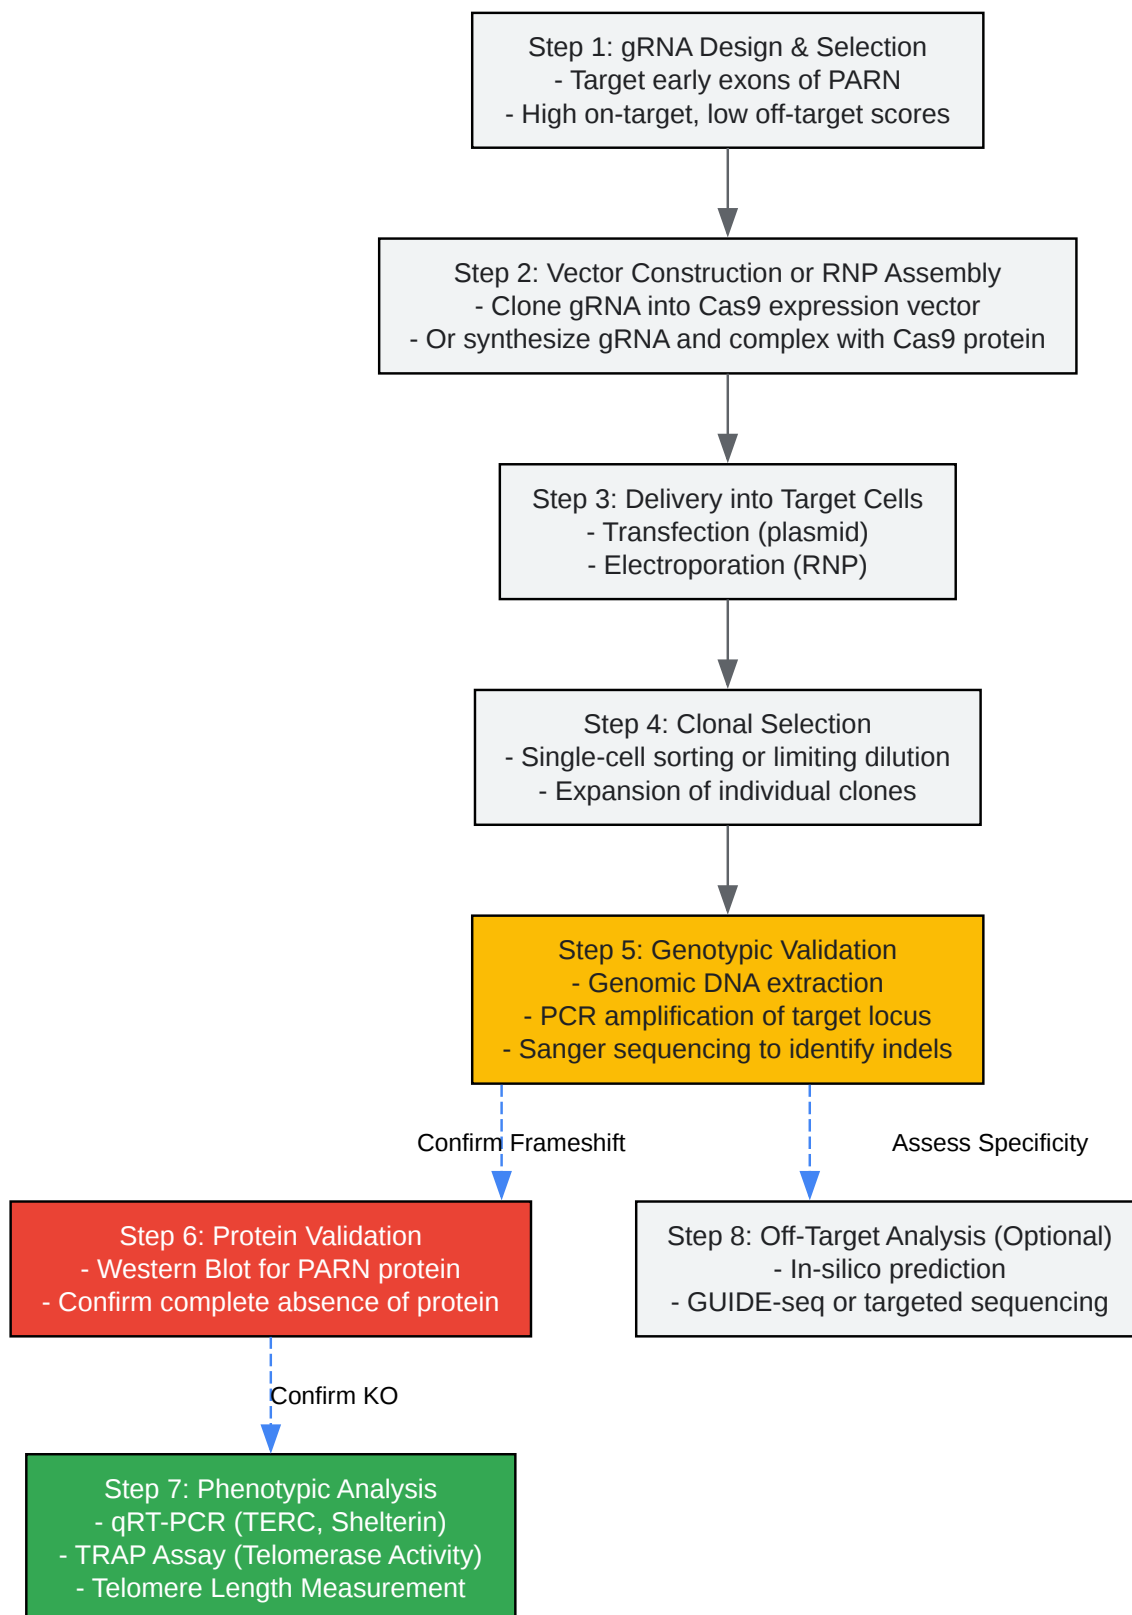 Step 1: gRNA Design & Selection
- Target early exons of PARN
- High on-target, low off-target scores
Step 2: Vector Construction or RNP Assembly
- Clone gRNA into Cas9 expression vector
- Or synthesize gRNA and complex with Cas9 protein
Step 3: Delivery into Target Cells
- Transfection (plasmid)
- Electroporation (RNP)
Step 4: Clonal Selection
- Single-cell sorting or limiting dilution
- Expansion of individual clones
Step 5: Genotypic Validation
- Genomic DNA extraction
- PCR amplification of target locus
- Sanger sequencing to identify indels
Confirm Frameshift
Assess Specificity
Step 6: Protein Validation
- Western Blot for PARN protein
- Confirm complete absence of protein
Step 8: Off-Target Analysis (Optional)
- In-silico prediction
- GUIDE-seq or targeted sequencing
Confirm KO
Step 7: Phenotypic Analysis
- qRT-PCR (TERC, Shelterin)
- TRAP Assay (Telomerase Activity)
- Telomere Length Measurement